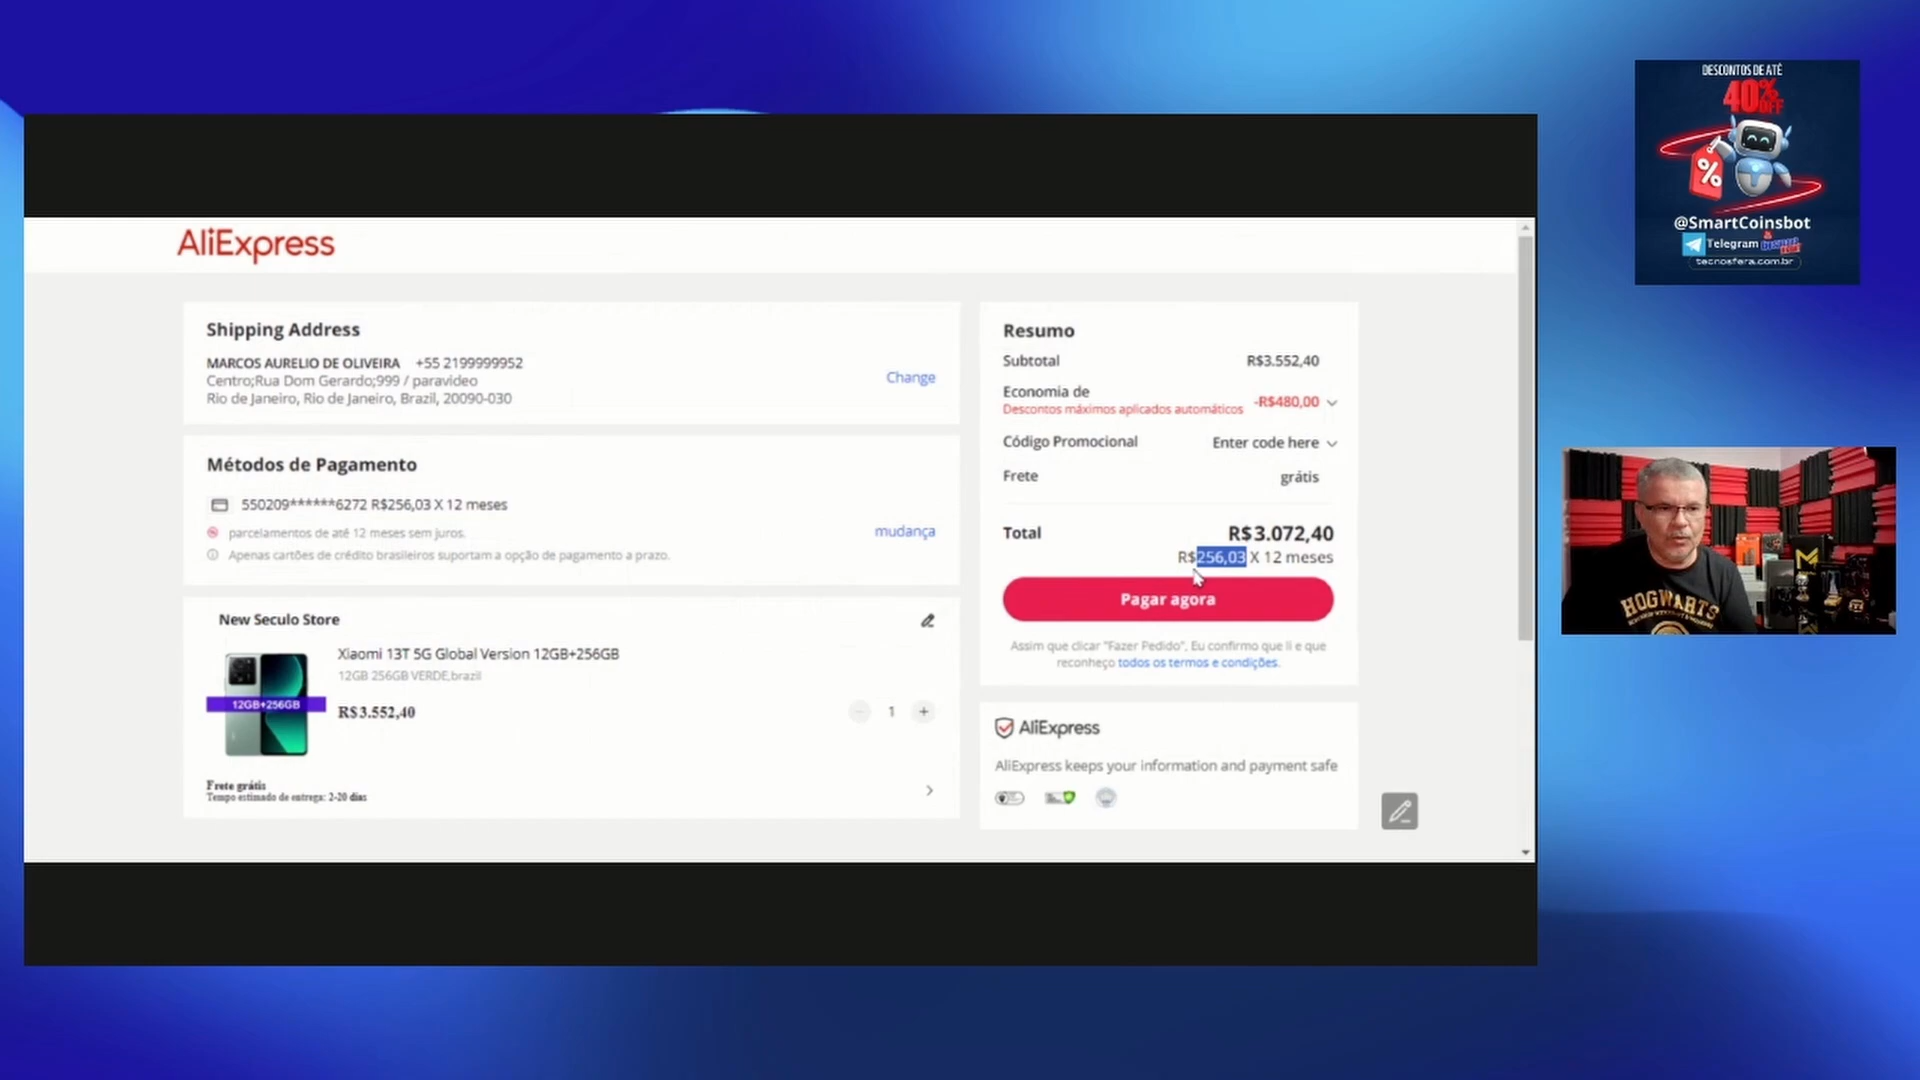 DESCONTOS DE ATÉ
40%
OFF
%
@SmartCoinsbot
Telegram
tecnosfera.com.br
AliExpress
Shipping Address
MARCOS AURELIO DE OLIVEIRA +55 2199999952
Centro;Rua Dom Gerardo;999 / paravideo
Rio de Janeiro, Rio de Janeiro, Brazil, 20090-030
Change
Métodos de Pagamento
550209******6272 R$256,03 X 12 meses
parcelamentos de até 12 meses sem juros.
mudança
Apenas cartões de crédito brasileiros suportam a opção de pagamento a prazo.
New Seculo Store
12GB+256GB
Xiaomi 13T 5G Global Version 12GB+256GB
12GB 256GB VERDE,brazil
R$3.552,40
1
Frete grátis
Tempo estimado de entrega: 2-20 dias
Resumo
Subtotal R$3.552,40
Economia de
Descontos máximos aplicados automáticos -R$480,00
Código Promocional Enter code here
Frete grátis
Total R$3.072,40
R$256,03 X 12 meses
Pagar agora
Assim que clicar "Fazer Pedido", Eu confirmo que li e que
reconheço todos os termos e condições.
AliExpress
AliExpress keeps your information and payment safe
HOGWARTS